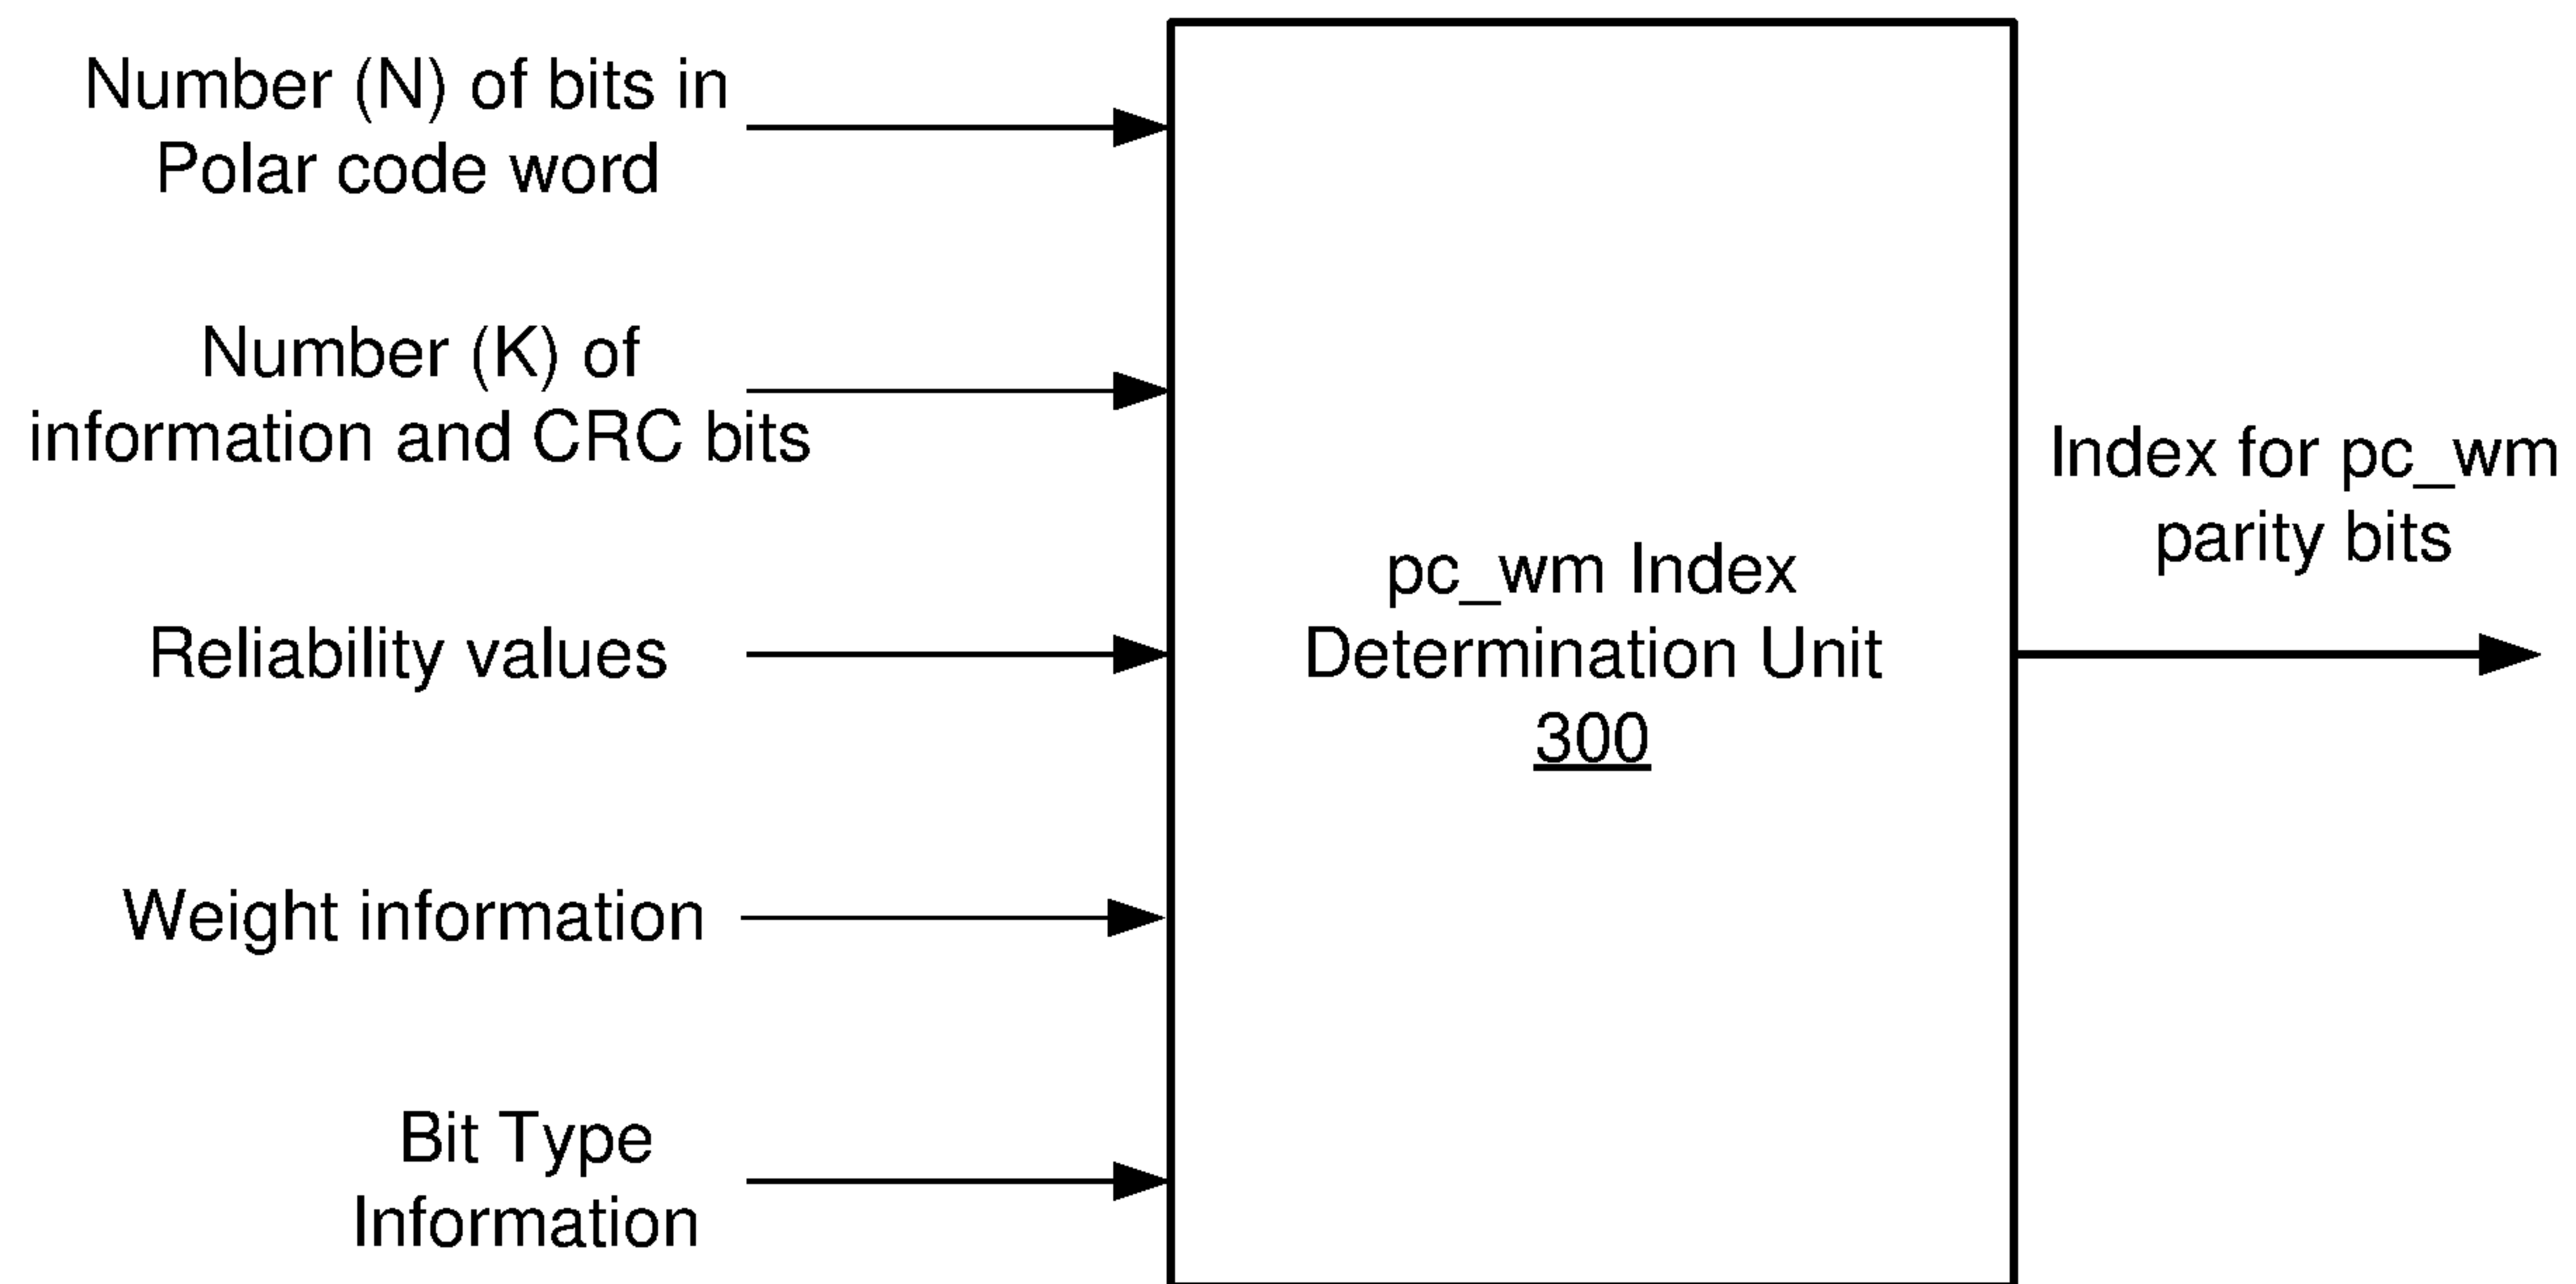 Number (N) of bits in
Polar code word
Number (K) of
information and CRC bits
Reliability values
Weight information
Bit Type
Information
pc_wm Index
Determination Unit
300
Index for pc_wm
parity bits